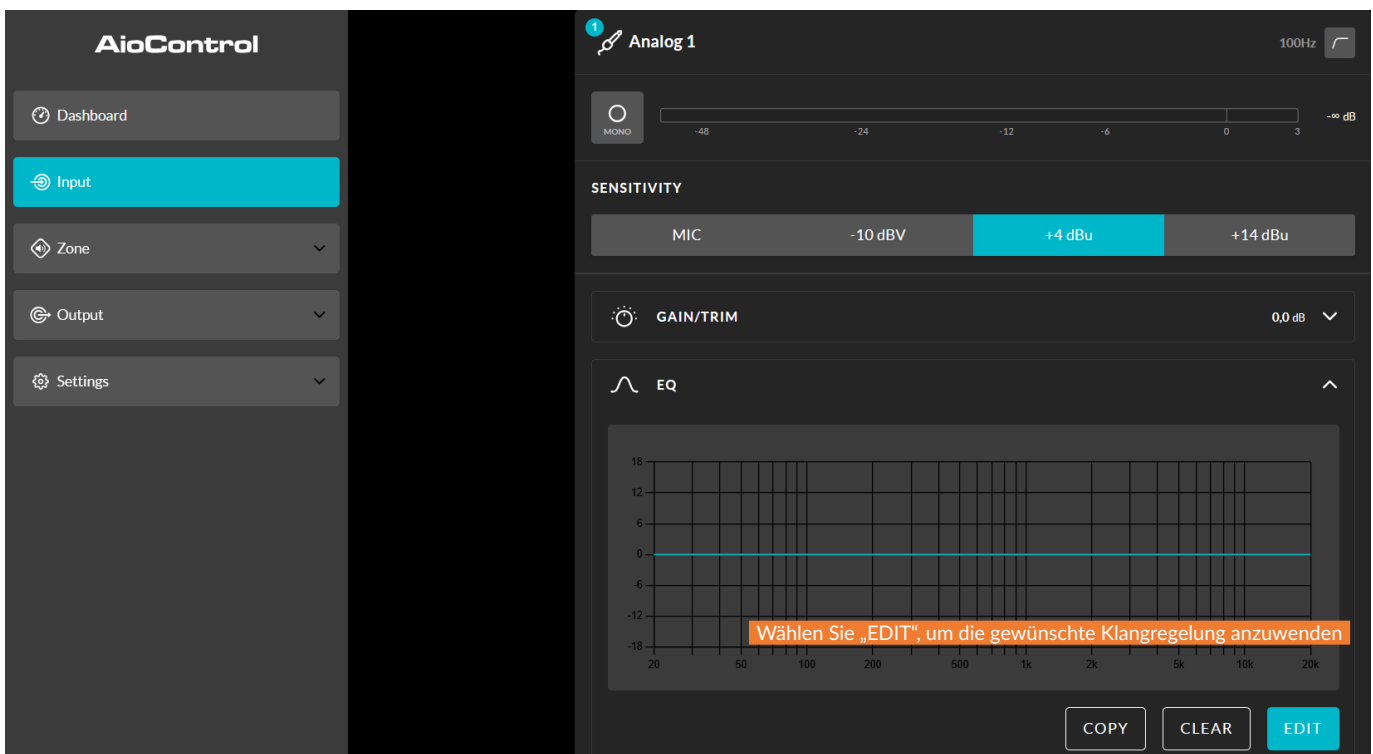 AioControl
Dashboard
Input
Zone
Output
Settings
1
Analog 1
100Hz
MONO
-48 -24 -12 -6 0 3
-∞ dB
SENSITIVITY
MIC -10 dBV +4 dBu +14 dBu
GAIN/TRIM 0,0 dB
EQ
18
12
6
0
-6
-12
Wählen Sie „EDIT“, um die gewünschte Klangregelung anzuwenden
-18
20 50 100 200 500 1k 2k 5k 10k 20k
COPY CLEAR EDIT